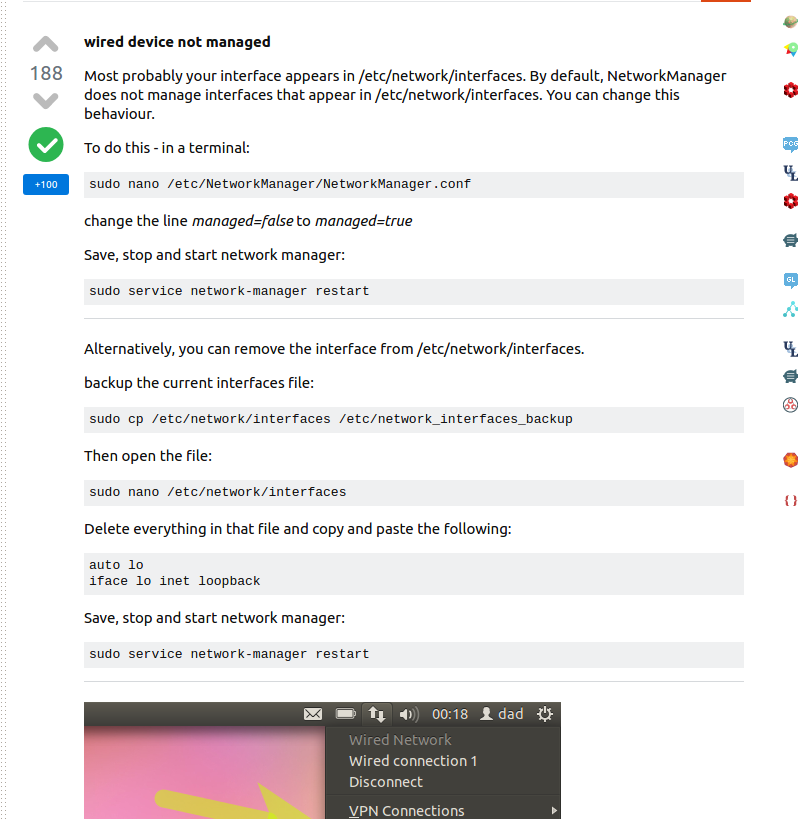 wired device not managed
188
Most probably your interface appears in /etc/network/interfaces. By default, NetworkManager
does not manage interfaces that appear in /etc/network/interfaces. You can change this
behaviour.
To do this - in a terminal:
+100
sudo nano /etc/NetworkManager/NetworkManager.conf
change the line managed=false to managed=true
Save, stop and start network manager:
sudo service network-manager restart
Alternatively, you can remove the interface from /etc/network/interfaces.
backup the current interfaces file:
sudo cp /etc/network/interfaces /etc/network_interfaces_backup
Then open the file:
sudo nano /etc/network/interfaces
Delete everything in that file and copy and paste the following:
auto lo
iface lo inet loopback
Save, stop and start network manager:
sudo service network-manager restart
00:18 dad
Wired Network
Wired connection 1
Disconnect
VPN Connections
PCG
UL
GL
UL
{}